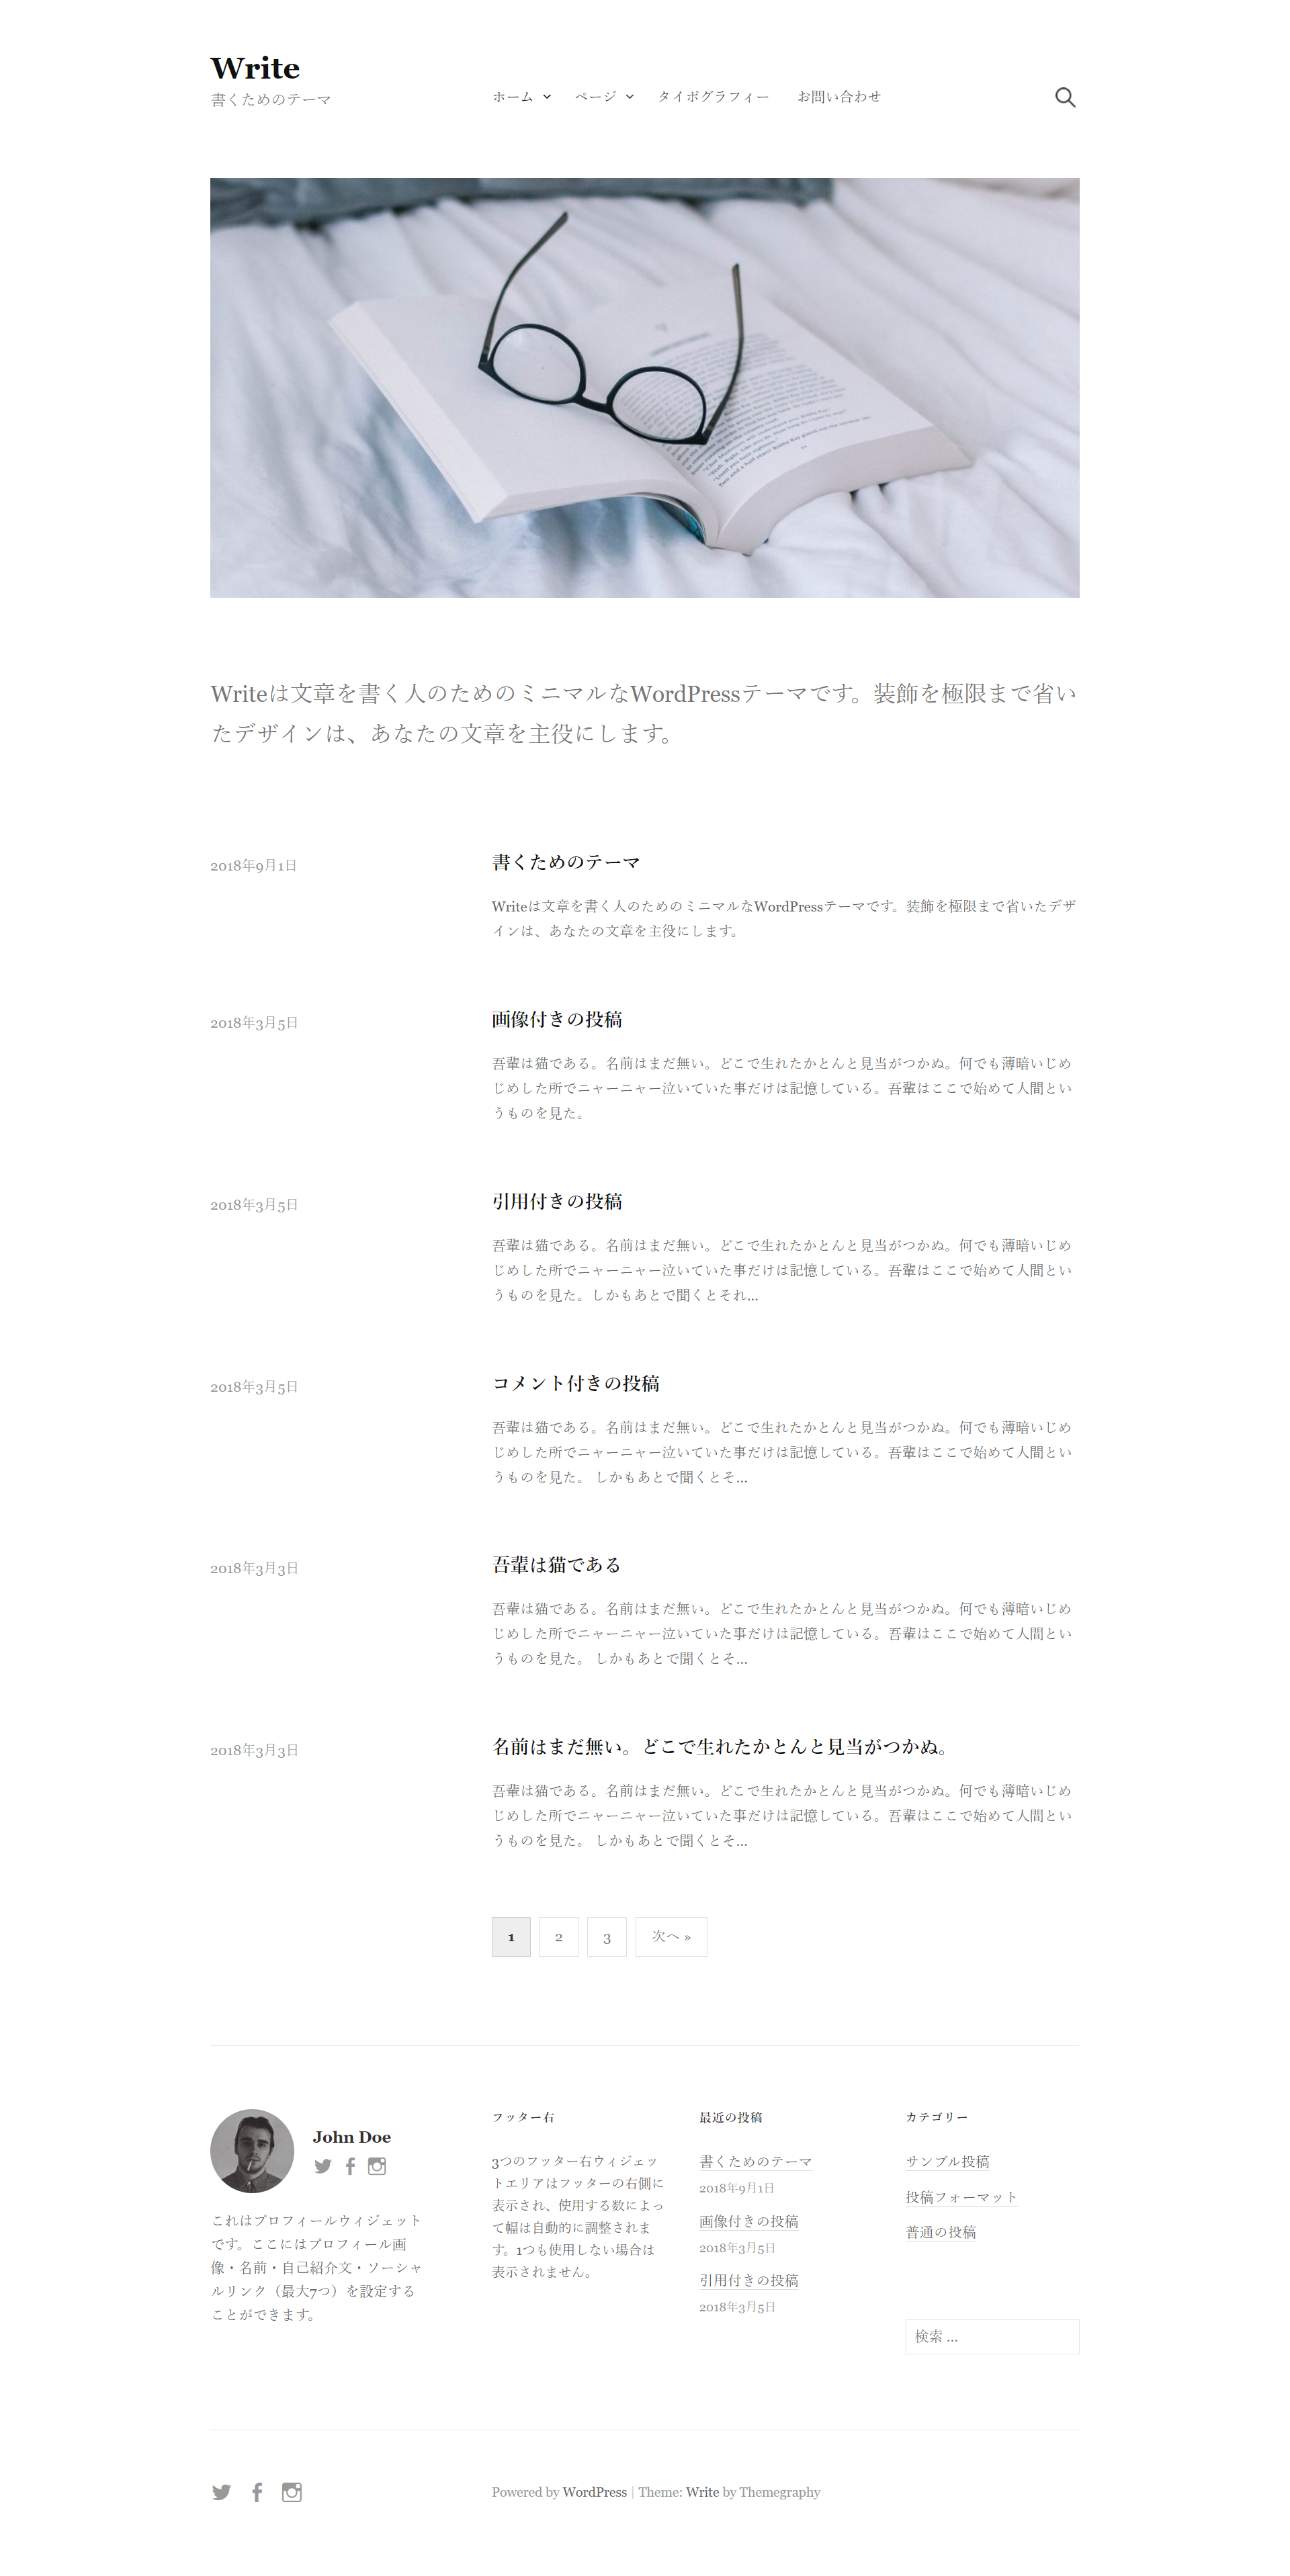 Write
書くためのテーマ
ホーム ページ タイポグラフィー お問い合わせ
Writeは文章を書く人のためのミニマルなWordPressテーマです。装飾を極限まで省い
たデザインは、あなたの文章を主役にします。
2018年9月1日
書くためのテーマ
Writeは文章を書く人のためのミニマルなWordPressテーマです。装飾を極限まで省いたデザ
インは、あなたの文章を主役にします。
2018年3月5日
画像付きの投稿
吾輩は猫である。名前はまだ無い。どこで生れたかとんと見当がつかぬ。何でも薄暗いじめ
じめした所でニャーニャー泣いていた事だけは記憶している。吾輩はここで始めて人間とい
うものを見た。
2018年3月5日
引用付きの投稿
吾輩は猫である。名前はまだ無い。どこで生れたかとんと見当がつかぬ。何でも薄暗いじめ
じめした所でニャーニャー泣いていた事だけは記憶している。吾輩はここで始めて人間とい
うものを見た。しかもあとで聞くとそれ...
2018年3月5日
コメント付きの投稿
吾輩は猫である。名前はまだ無い。どこで生れたかとんと見当がつかぬ。何でも薄暗いじめ
じめした所でニャーニャー泣いていた事だけは記憶している。吾輩はここで始めて人間とい
うものを見た。 しかもあとで聞くとそ...
2018年3月3日
吾輩は猫である
吾輩は猫である。名前はまだ無い。どこで生れたかとんと見当がつかぬ。何でも薄暗いじめ
じめした所でニャーニャー泣いていた事だけは記憶している。吾輩はここで始めて人間とい
うものを見た。 しかもあとで聞くとそ...
2018年3月3日
名前はまだ無い。どこで生れたかとんと見当がつかぬ。
吾輩は猫である。名前はまだ無い。どこで生れたかとんと見当がつかぬ。何でも薄暗いじめ
じめした所でニャーニャー泣いていた事だけは記憶している。吾輩はここで始めて人間とい
うものを見た。 しかもあとで聞くとそ...
1 2 3 次へ »
John Doe
これはプロフィールウィジェット
です。ここにはプロフィール画
像・名前・自己紹介文・ソーシャ
ルリンク（最大7つ）を設定する
ことができます。
フッター右
3つのフッター右ウィジェッ
トエリアはフッターの右側に
表示され、使用する数によっ
て幅は自動的に調整されま
す。1つも使用しない場合は
表示されません。
最近の投稿
書くためのテーマ
2018年9月1日
画像付きの投稿
2018年3月5日
引用付きの投稿
2018年3月5日
カテゴリー
サンプル投稿
投稿フォーマット
普通の投稿
検索 ...
Powered by WordPress | Theme: Write by Themegraphy